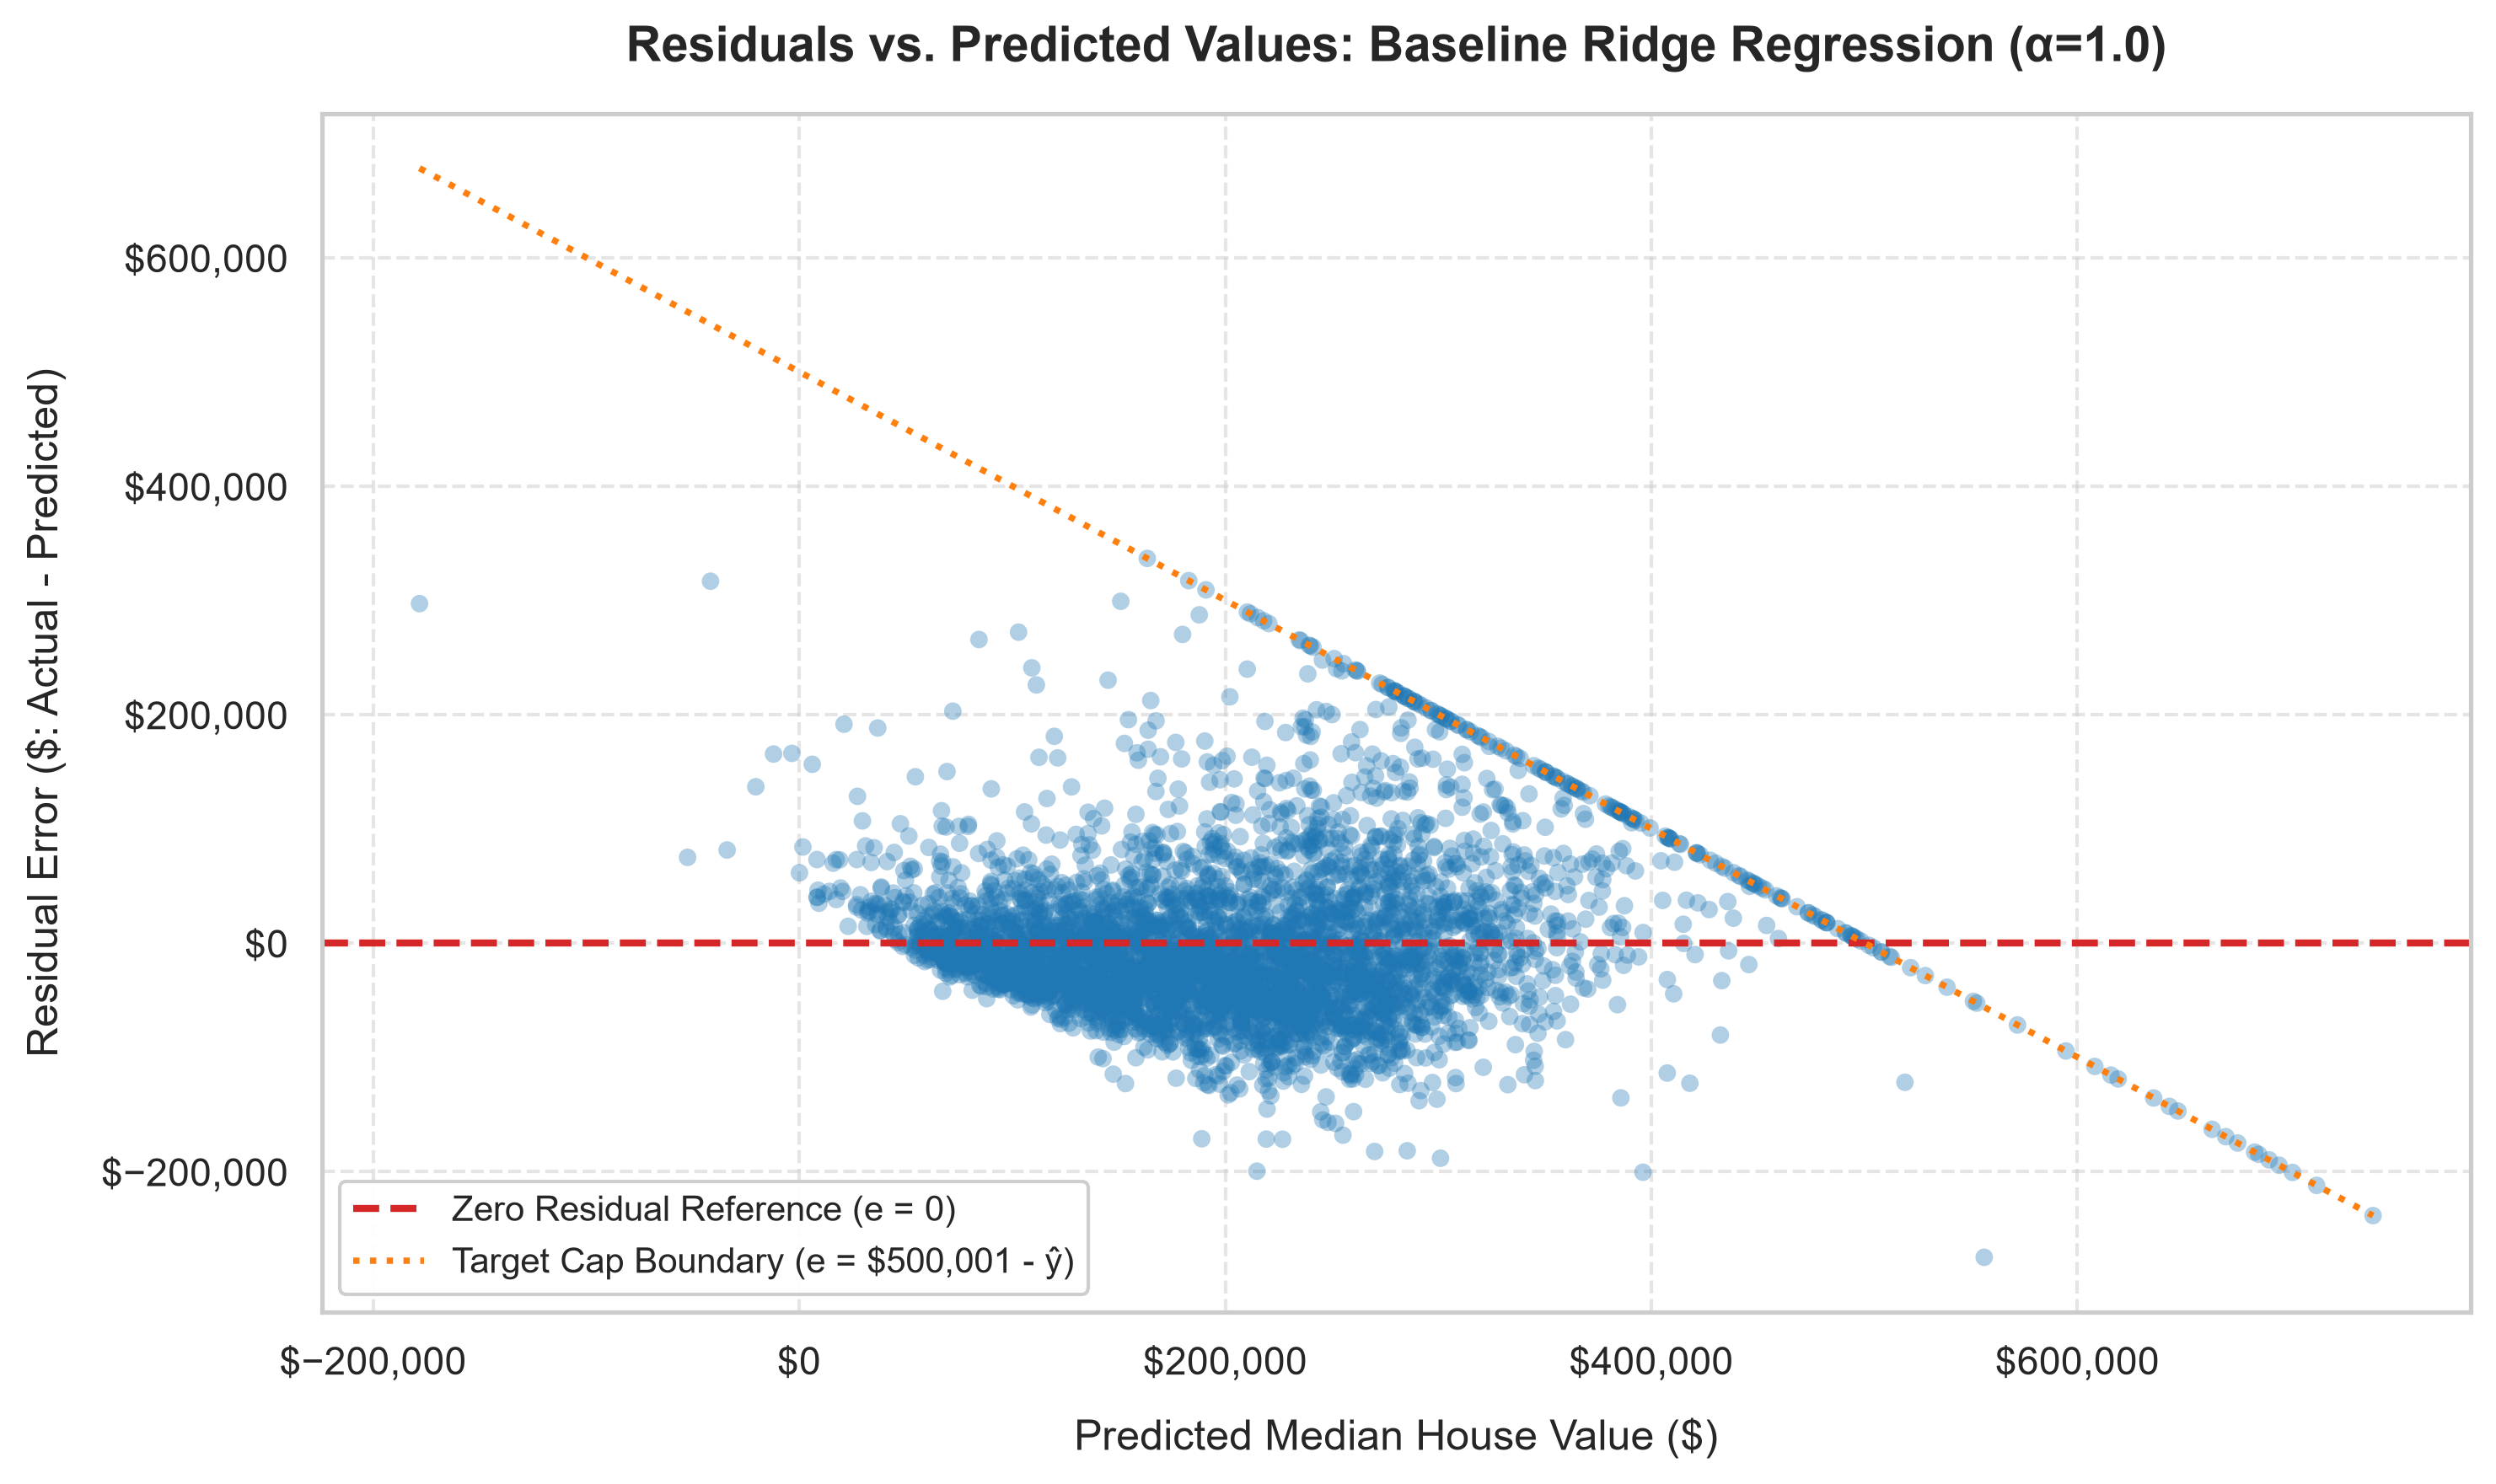 Residuals vs. Predicted Values: Baseline Ridge Regression (α=1.0)
Residual Error ($: Actual - Predicted)
$600,000
$400,000
$200,000
$0
$−200,000
Zero Residual Reference (e = 0)
Target Cap Boundary (e = $500,001 - ŷ)
$−200,000
$0
$200,000
$400,000
$600,000
Predicted Median House Value ($)